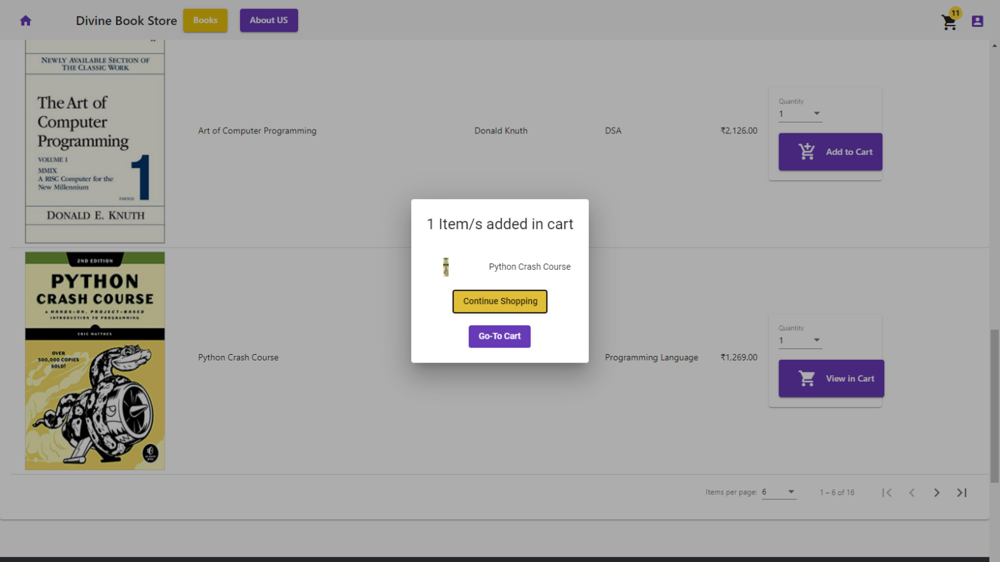 Divine Book Store
Books
About US
11
NEWLY AVAILABLE SECTION OF
THE CLASSIC WORK
The Art of
Computer
Programming
VOLUME 1
MMIX
A RISC Computer for the
New Millennium
1
FASCICLE
DONALD E. KNUTH
Art of Computer Programming
Donald Knuth
DSA
₹2,126.00
Quantity
1
Add to Cart
1 Item/s added in cart
Python Crash Course
Continue Shopping
Go-To Cart
2ND EDITION
PYTHON
CRASH COURSE
A HANDS-ON, PROJECT-BASED
INTRODUCTION TO PROGRAMMING
ERIC MATTHES
OVER
500,000 COPIES
SOLD!
Python Crash Course
Programming Language
₹1,269.00
Quantity
1
View in Cart
Items per page:
6
1 – 6 of 16